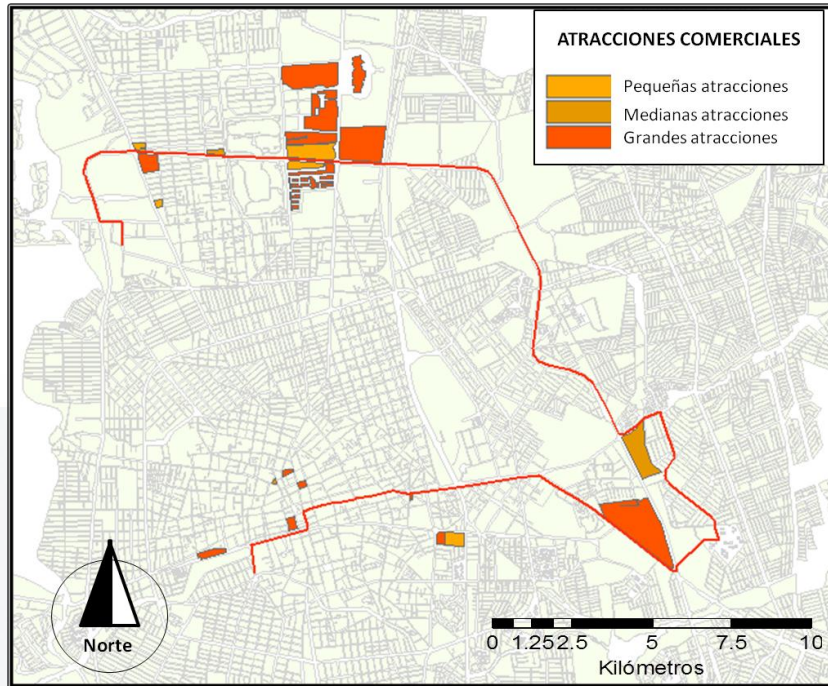 ATRACCIONES COMERCIALES
Pequeñas atracciones
Medianas atracciones
Grandes atracciones
Norte
0 1.25 2.5 5 7.5 10
Kilómetros